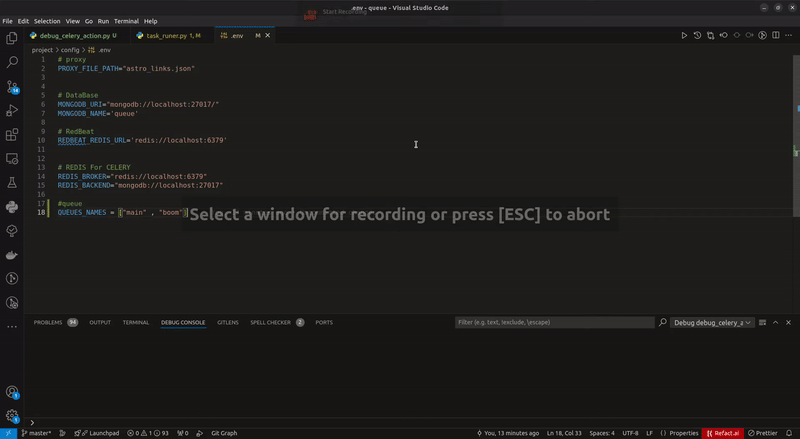 Start Recording
.env - queue - Visual Studio Code
File Edit Selection View Go Run Terminal Help
debug_celery_action.py U
task_runer.py 1, M
.env M
project > config > .env
1 # proxy
2 PROXY_FILE_PATH="astro_links.json"
3
4
5 # DataBase
6 MONGODB_URI="mongodb://localhost:27017/"
7 MONGODB_NAME='queue'
8
9 # RedBeat
10 REDBEAT_REDIS_URL='redis://localhost:6379'
11
12
13 # REDIS For CELERY
14 REDIS_BROKER="redis://localhost:6379"
15 REDIS_BACKEND="mongodb://localhost:27017"
16
17 #queue
18 QUEUES_NAMES = ["main" , "boom"]
Select a window for recording or press [ESC] to abort
14
PROBLEMS 94 OUTPUT TERMINAL DEBUG CONSOLE GITLENS SPELL CHECKER 2 PORTS
Filter (e.g. text, !exclude, \escape)
Debug debug_celery_a
1
1
master* Launchpad 0 1 93 0 Git Graph You, 13 minutes ago Ln 18, Col 33 Spaces: 4 UTF-8 LF {} Properties Refact.ai Prettier